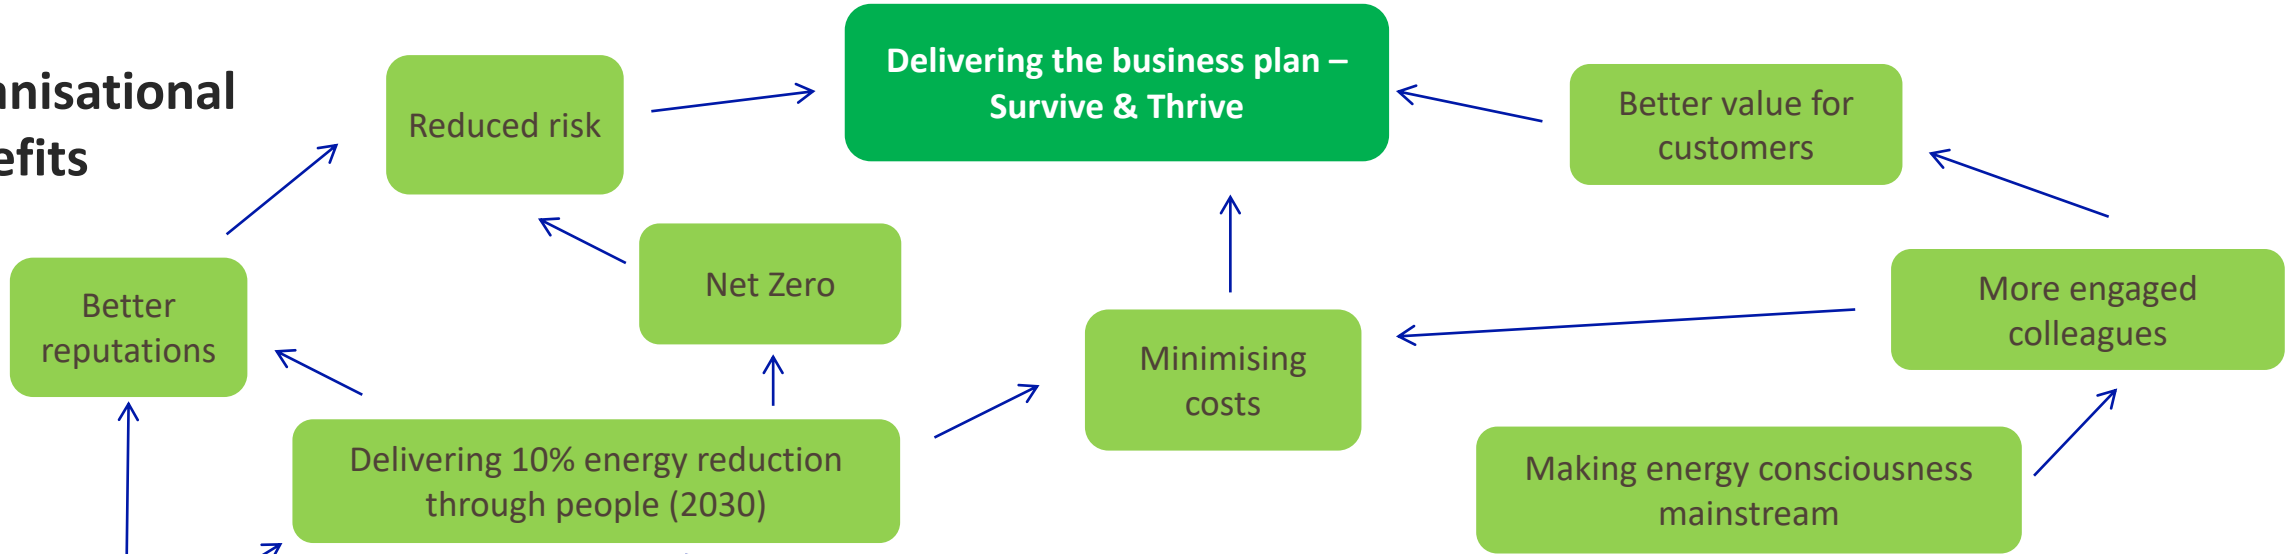 anisational
efits
Delivering the business plan –
Survive & Thrive
Reduced risk
Better value for
customers
Net Zero
Better
reputations
More engaged
colleagues
Minimising
costs
Delivering 10% energy reduction
through people (2030)
Making energy consciousness
mainstream